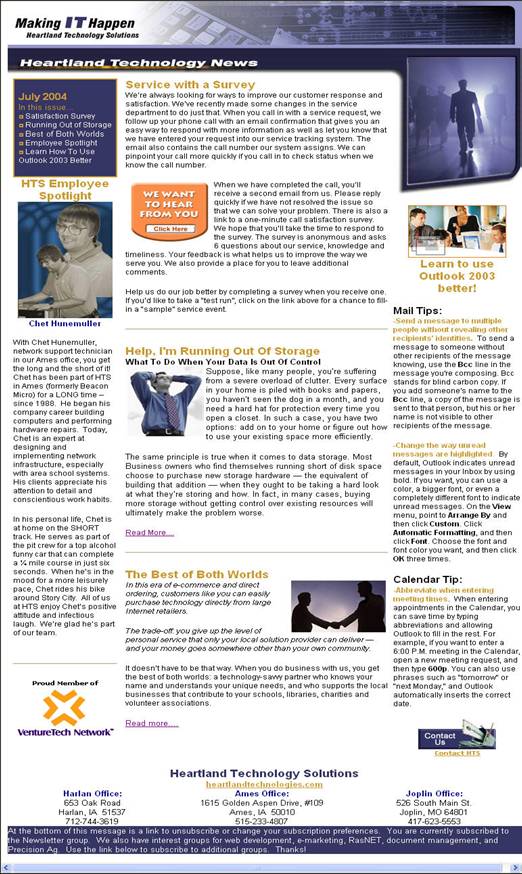 Making IT Happen
Heartland Technology Solutions
Heartland Technology News
July 2004
In this issue...
Satisfaction Survey
Running Out of Storage
Best of Both Worlds
Employee Spotlight
Learn How To Use
Outlook 2003 Better
HTS Employee
Spotlight
Chet Hunemuller
With Chet Hunemuller,
network support technician
in our Ames office, you get
the long and the short of it!
Chet has been part of HTS
in Ames (formerly Beacon
Micro) for a LONG time –
since 1988. He began his
company career building
computers and performing
hardware repairs. Today,
Chet is an expert at
designing and
implementing network
infrastructure, especially
with area school systems.
His clients appreciate his
attention to detail and
conscientious work habits.
In his personal life, Chet is
at home on the SHORT
track. He serves as part of
the pit crew for a top alcohol
funny car that can complete
a ¼ mile course in just six
seconds. When he's in the
mood for a more leisurely
pace, Chet rides his bike
around Story City. All of us
at HTS enjoy Chet's positive
attitude and infectious
laugh. We're glad he's part
of our team.
Proud Member of
VentureTech Network
Service with a Survey
We're always looking for ways to improve our customer response and
satisfaction. We've recently made some changes in the service
department to do just that. When you call in with a service request, we
follow up your phone call with an email confirmation that gives you an
easy way to respond with more information as well as let you know that
we have entered your request into our service tracking system. The
email also contains the call number our system assigns. We can
pinpoint your call more quickly if you call in to check status when we
know the call number.
WE WANT
TO HEAR
FROM YOU
Click Here
When we have completed the call, you'll
receive a second email from us. Please reply
quickly if we have not resolved the issue so
that we can solve your problem. There is also a
link to a one-minute call satisfaction survey.
We hope that you'll take the time to respond to
the survey. The survey is anonymous and asks
6 questions about our service, knowledge and
timeliness. Your feedback is what helps us to improve the way we
serve you. We also provide a place for you to leave additional
comments.
Help us do our job better by completing a survey when you receive one.
If you'd like to take a "test run", click on the link above for a chance to fill-
in a "sample" service event.
Help, I'm Running Out Of Storage
What To Do When Your Data Is Out Of Control
Suppose, like many people, you're suffering
from a severe overload of clutter. Every surface
in your home is piled with books and papers,
you haven't seen the dog in a month, and you
need a hard hat for protection every time you
open a closet. In such a case, you have two
options: add on to your home or figure out how
to use your existing space more efficiently.
The same principle is true when it comes to data storage. Most
Business owners who find themselves running short of disk space
choose to purchase new storage hardware — the equivalent of
building that addition — when they ought to be taking a hard look
at what they're storing and how. In fact, in many cases, buying
more storage without getting control over existing resources will
ultimately make the problem worse.
Read More....
The Best of Both Worlds
In this era of e-commerce and direct
ordering, customers like you can easily
purchase technology directly from large
Internet retailers.
The trade-off: you give up the level of
personal service that only your local solution provider can deliver —
and your money goes somewhere other than your own community.
It doesn't have to be that way. When you do business with us, you get
the best of both worlds: a technology-savvy partner who knows your
name and understands your unique needs, and who supports the local
businesses that contribute to your schools, libraries, charities and
volunteer associations.
Read more.....
Learn to use
Outlook 2003
better!
Mail Tips:
-Send a message to multiple
people without revealing other
recipients' identities. To send a
message to someone without
other recipients of the message
knowing, use the Bcc line in the
message you're composing. Bcc
stands for blind carbon copy. If
you add someone's name to the
Bcc line, a copy of the message is
sent to that person, but his or her
name is not visible to other
recipients of the message.
-Change the way unread
messages are highlighted By
default, Outlook indicates unread
messages in your Inbox by using
bold. If you want, you can use a
color, a bigger font, or even a
completely different font to indicate
unread messages. On the View
menu, point to Arrange By and
then click Custom. Click
Automatic Formatting, and then
click Font. Choose the font and
font color you want, and then click
OK three times.
Calendar Tip:
-Abbreviate when entering
meeting times. When entering
appointments in the Calendar, you
can save time by typing
abbreviations and allowing
Outlook to fill in the rest. For
example, if you want to enter a
6:00 P.M. meeting in the Calendar,
open a new meeting request, and
then type 600p. You can also use
phrases such as "tomorrow" or
"next Monday," and Outlook
automatically inserts the correct
date.
Contact
Us
Contact HTS
Heartland Technology Solutions
heartlandtechnologies.com
Harlan Office:
653 Oak Road
Harlan, IA 51537
712-744-3619
Ames Office:
1615 Golden Aspen Drive, #109
Ames, IA 50010
515-233-4807
Joplin Office:
526 South Main St.
Joplin, MO 64801
417-623-5553
At the bottom of this message is a link to unsubscribe or change your subscription preferences. You are currently subscribed to
the Newsletter group. We also have interest groups for web development, e-marketing, RasNET, document management, and
Precision Ag. Use the link below to subscribe to additional groups. Thanks!